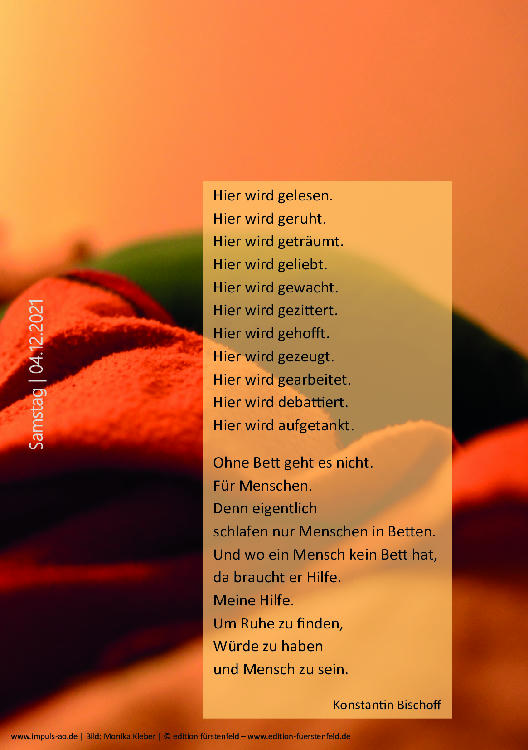 Hier wird gelesen.
Hier wird geruht.
Hier wird geträumt.
Hier wird geliebt.
Hier wird gewacht.
Hier wird gezittert.
Hier wird gehofft.
Hier wird gezeugt.
Hier wird gearbeitet.
Hier wird debattiert.
Hier wird aufgetankt.
Ohne Bett geht es nicht.
Für Menschen.
Denn eigentlich
schlafen nur Menschen in Betten.
Und wo ein Mensch kein Bett hat,
da braucht er Hilfe.
Meine Hilfe.
Um Ruhe zu finden,
Würde zu haben
und Mensch zu sein.
Konstantin Bischoff
Samstag | 04.12.2021
www.impuls-ao.de | Bild: Monika Kleber | © edition fürstenfeld – www.edition-fuerstenfeld.de